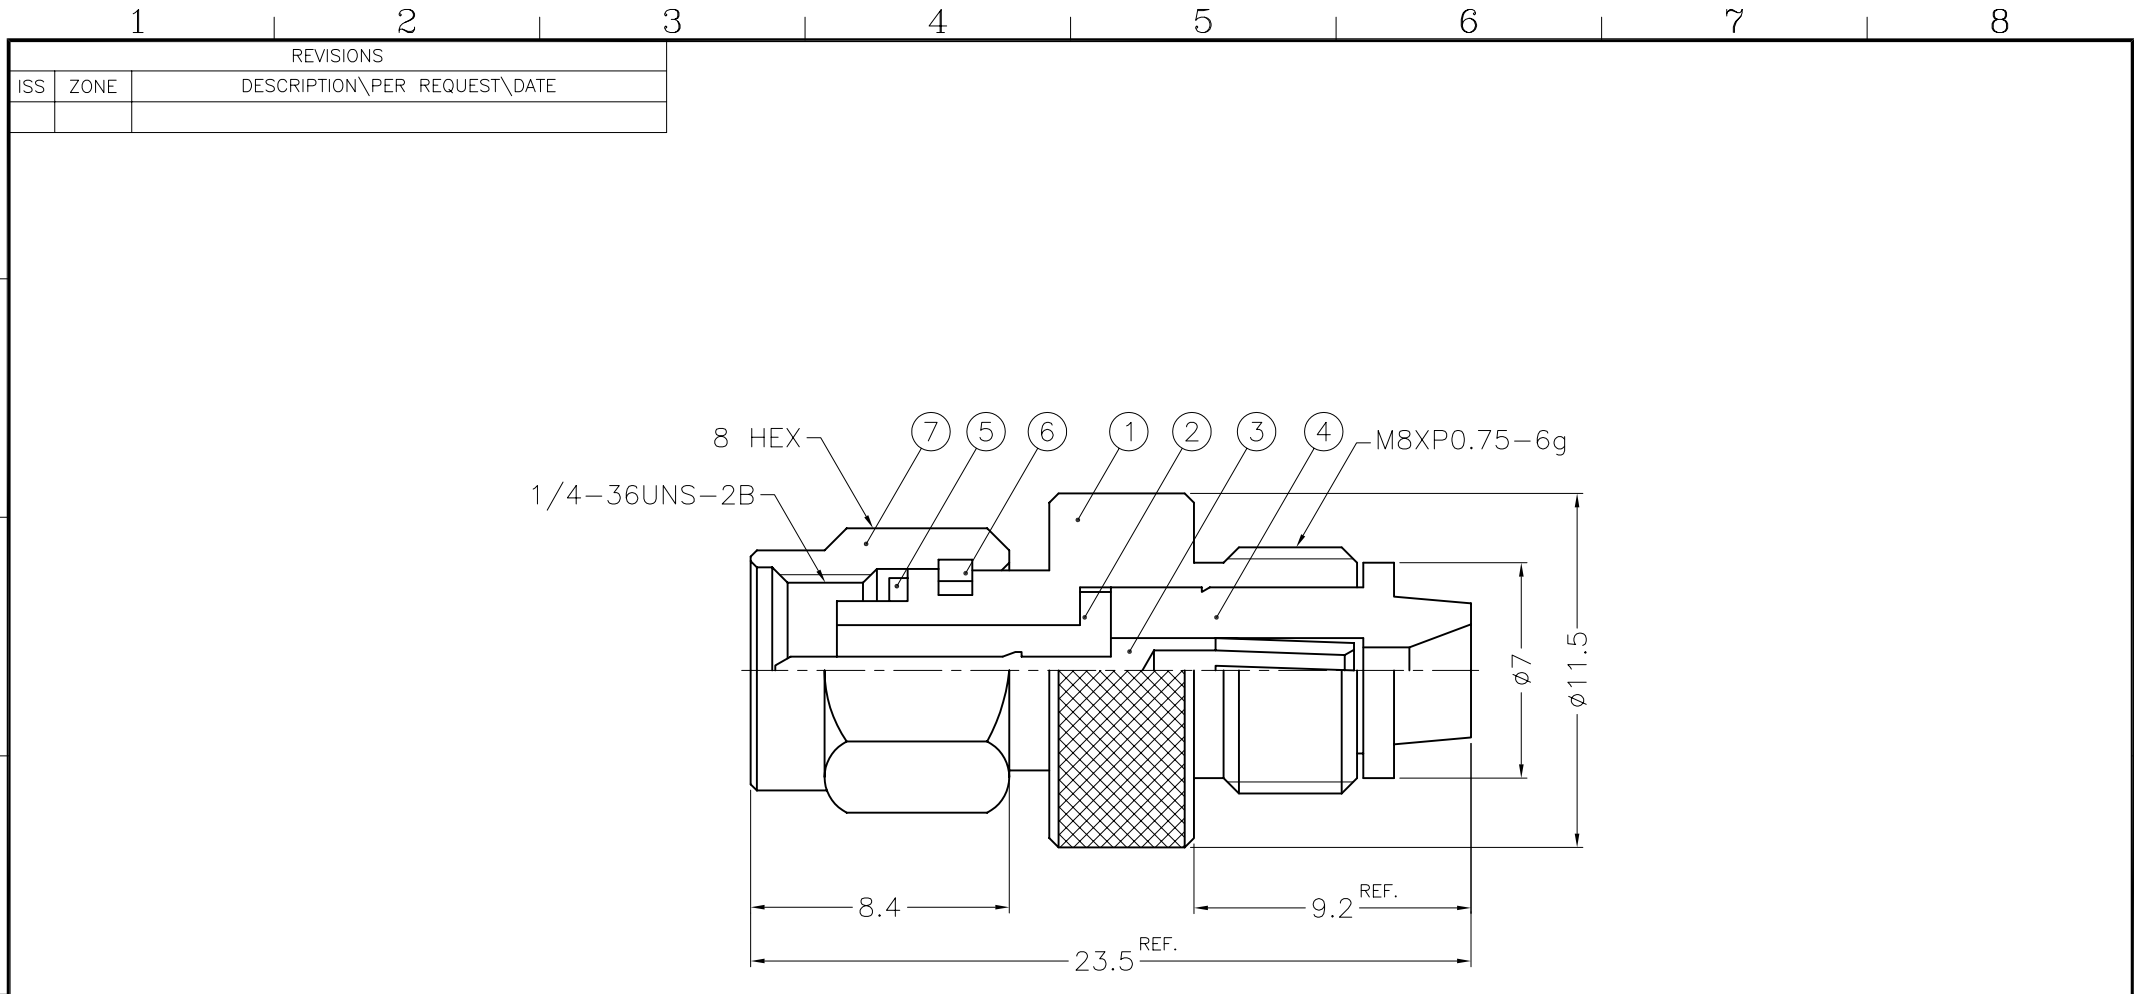 1 2 3 4 5 6 7 8
REVISIONS
ISS ZONE DESCRIPTION\PER REQUEST\DATE
8 HEX 7 5 6 1 2 3 4 M8XP0.75-6g
1/4-36UNS-2B
ø7
ø11.5
8.4
9.2 REF.
23.5 REF.